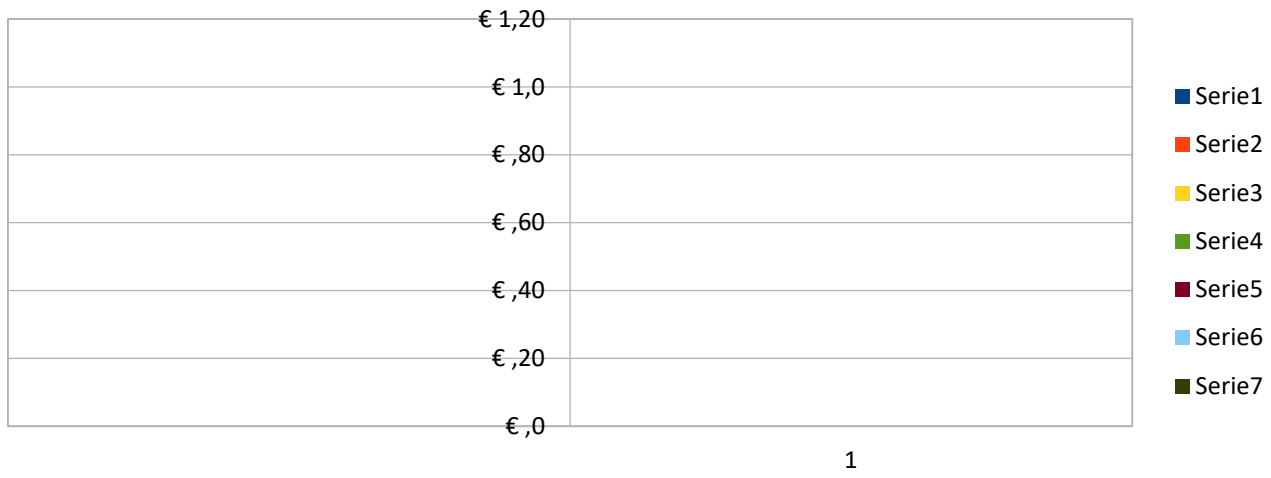 € 1,20
€ 1,0
€ ,80
€ ,60
€ ,40
€ ,20
€ ,0
1
Serie1
Serie2
Serie3
Serie4
Serie5
Serie6
Serie7